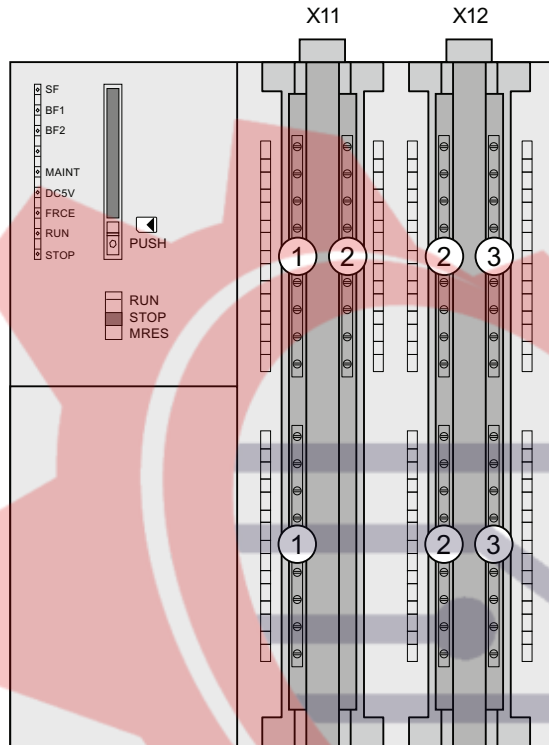 X11 X12
SF
BF1
BF2
MAINT
DC5V
FRCE
RUN
STOP
PUSH
RUN
STOP
MRES
1 2 2 3
1 2 3